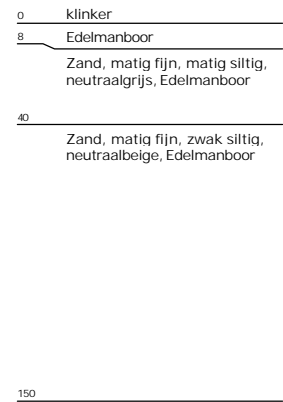 0 klinker
8 Edelmanboor
Zand, matig fijn, matig siltig,
neutraalgrijs, Edelmanboor
40
Zand, matig fijn, zwak siltig,
neutraalbeige, Edelmanboor
150